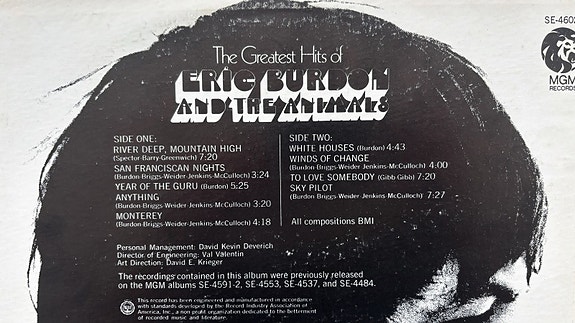 The Greatest Hits of
ERIC BURDON
AND THE ANIMALS
SE-4602
MGM
RECORDS
SIDE ONE:
RIVER DEEP, MOUNTAIN HIGH
(Spector-Barry-Greenwich) 7:20
SAN FRANCISCAN NIGHTS
(Burdon-Briggs-Weider-Jenkins-McCulloch) 3:24
YEAR OF THE GURU (Burdon) 5:25
ANYTHING
(Burdon-Briggs-Weider-Jenkins-McCulloch) 3:20
MONTEREY
(Burdon-Briggs-Weider-Jenkins-McCulloch) 4:18
SIDE TWO:
WHITE HOUSES (Burdon) 4:43
WINDS OF CHANGE
(Burdon-Briggs-Weider-Jenkins-McCulloch) 4:00
TO LOVE SOMEBODY (Gibb-Gibb) 7:20
SKY PILOT
(Burdon-Briggs-Weider-Jenkins-McCulloch) 7:27
All compositions BMI
Personal Management: David Kevin Deverich
Director of Engineering: Val Valentin
Art Direction: David E. Krieger
The recordings contained in this album were previously released
on the MGM albums SE-4591-2, SE-4553, SE-4537, and SE-4484.
This record has been engineered and manufactured in accordance
with standards developed by the Record Industry Association of
America, Inc., a non profit organization dedicated to the betterment
of recorded music and literature.